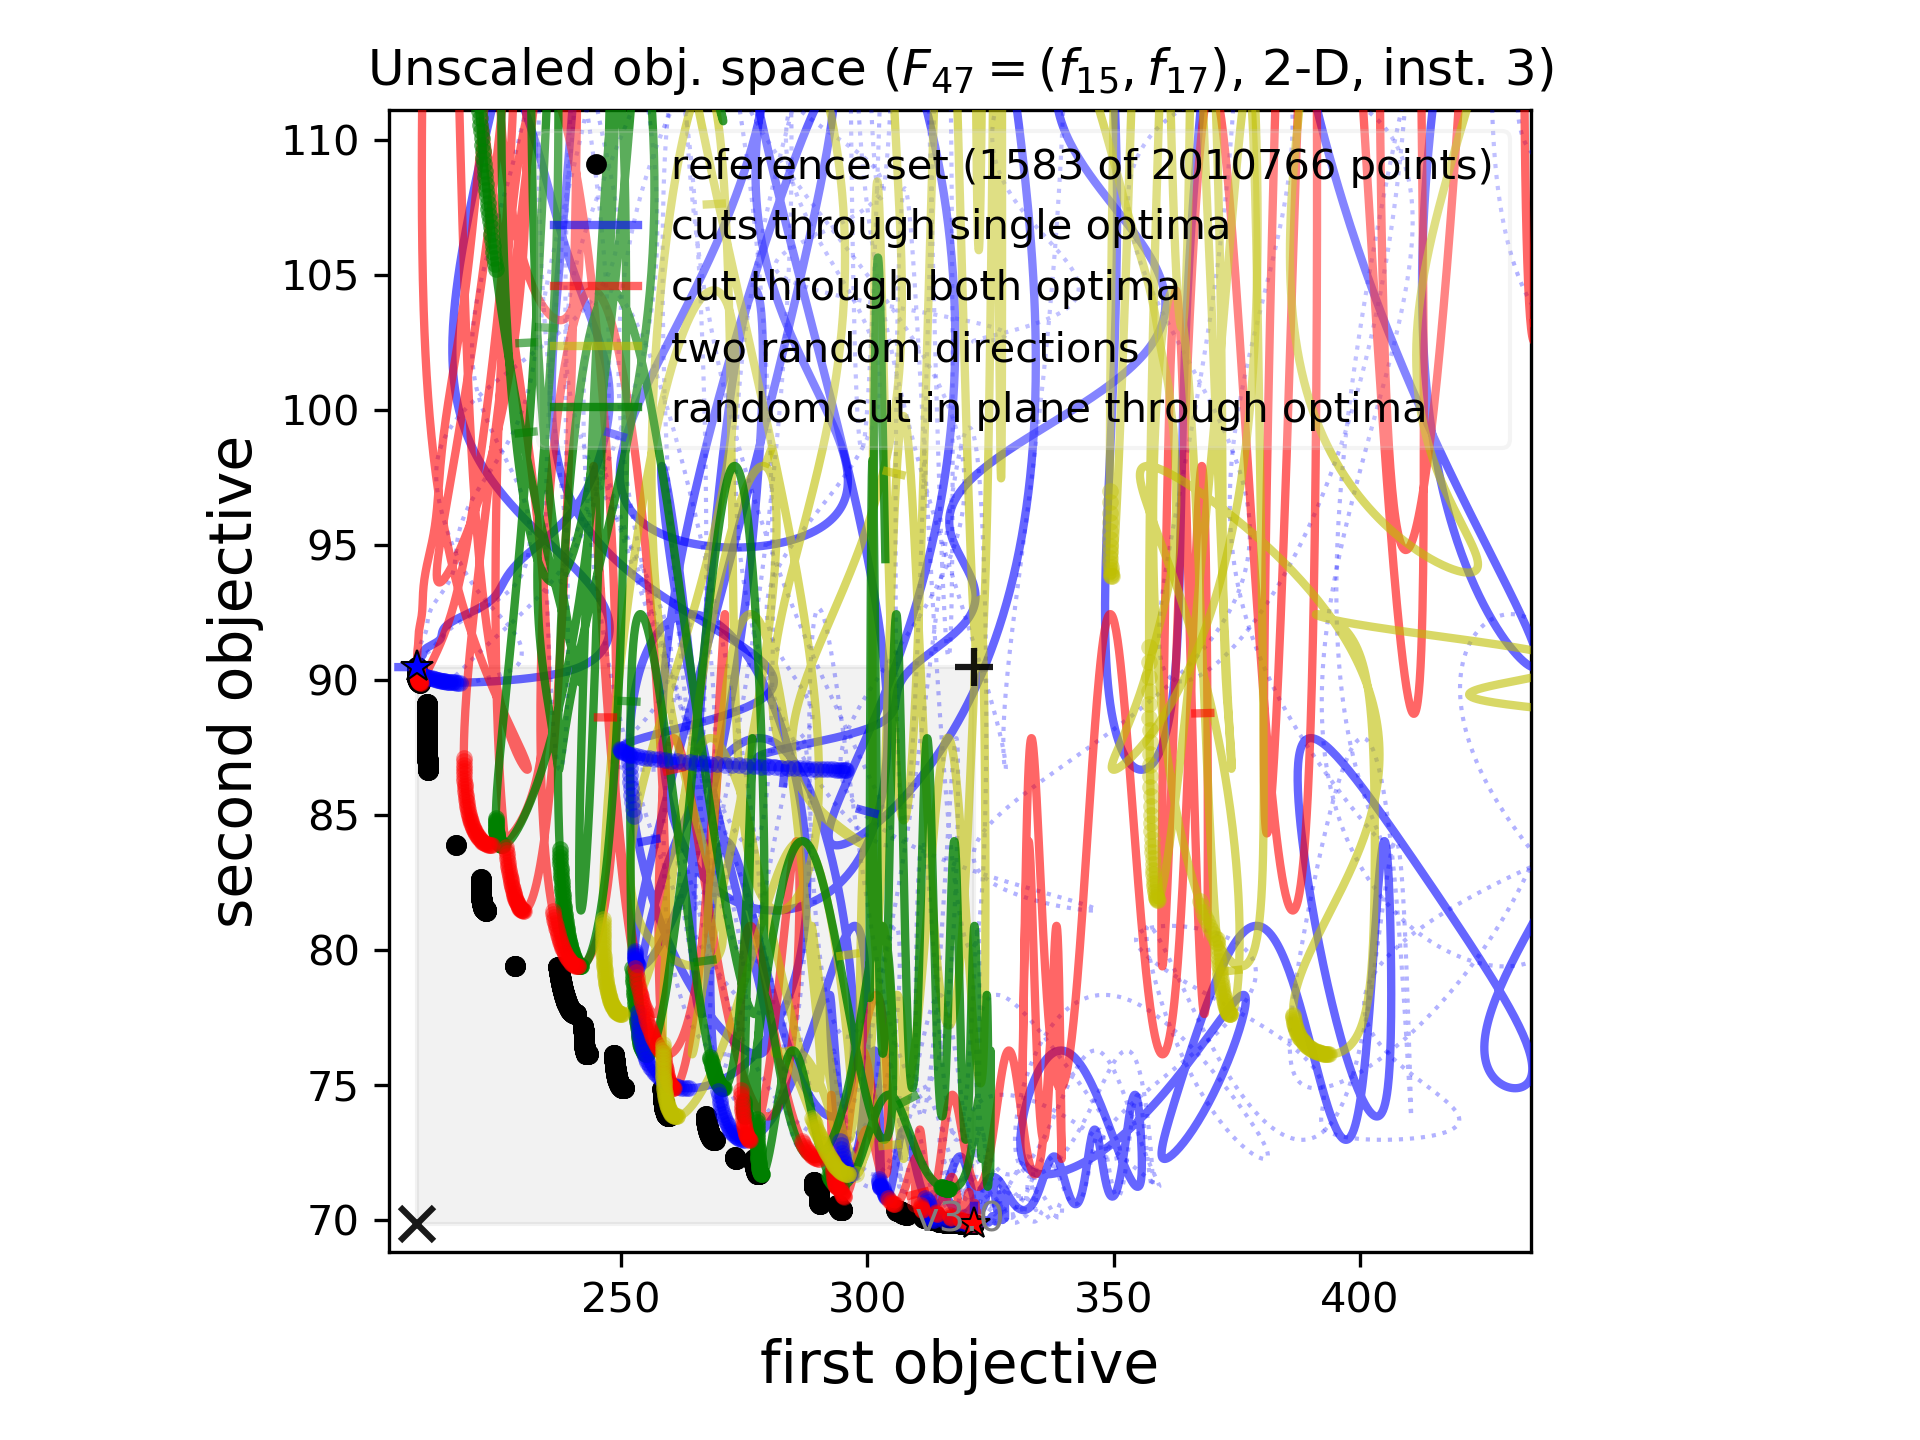 Unscaled obj. space (F₄₇ = (f₁₅, f₁₇), 2-D, inst. 3)
110
105
100
95
90
85
80
75
70
second objective
reference set (1583 of 2010766 points)
cuts through single optima
cut through both optima
two random directions
random cut in plane through optima
v3.0
250
300
350
400
first objective